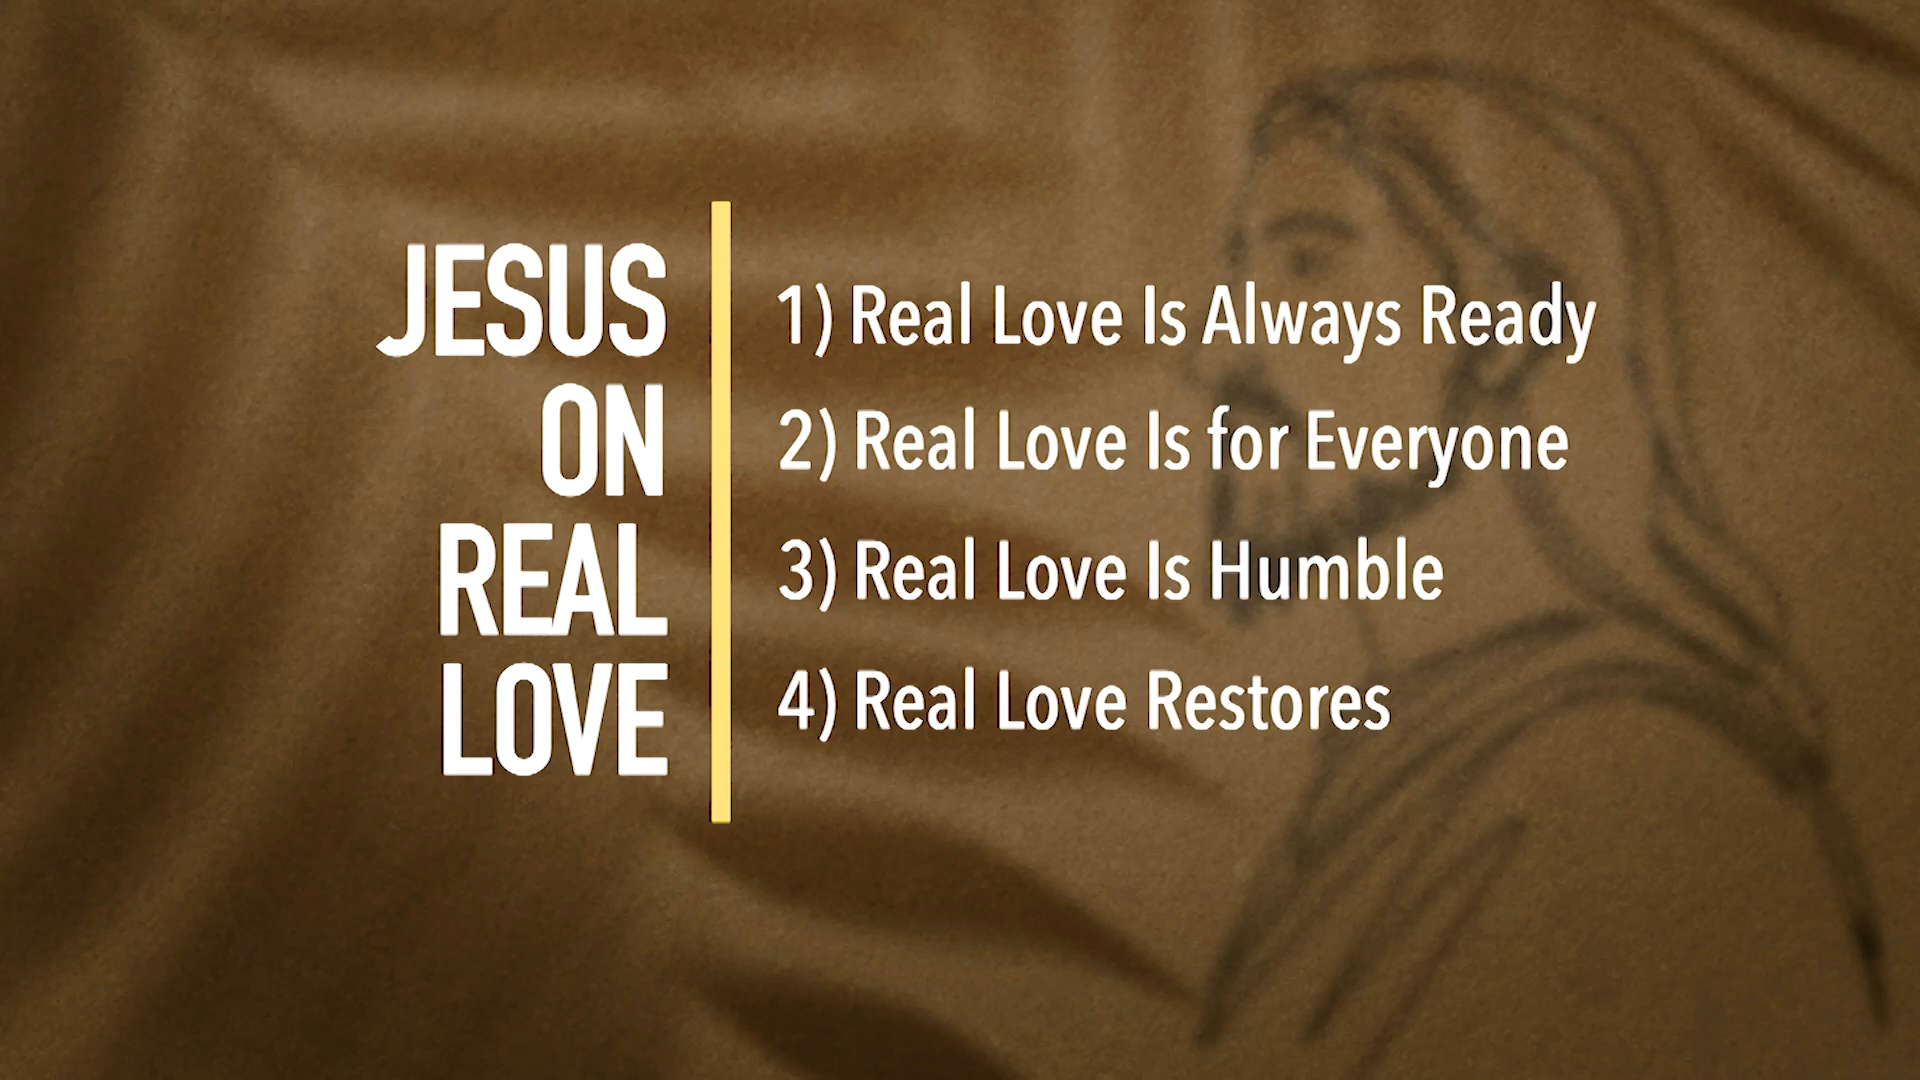 JESUS
ON
REAL
LOVE
1) Real Love Is Always Ready
2) Real Love Is for Everyone
3) Real Love Is Humble
4) Real Love Restores